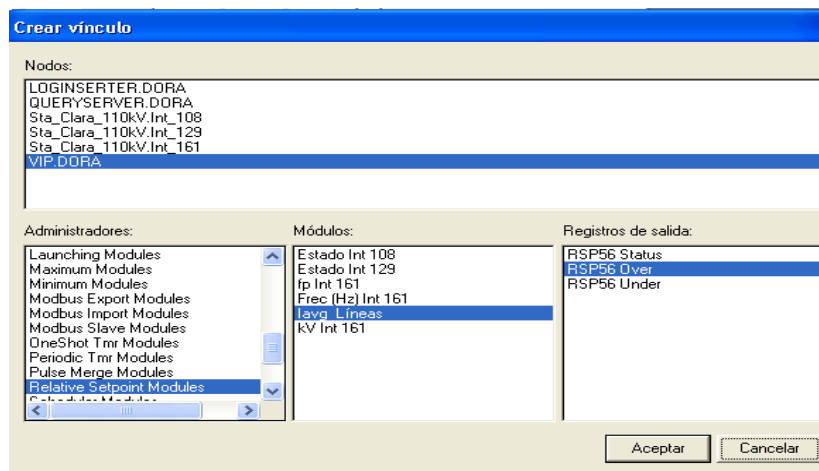 Crear vínculo
Nodos:
LOGINSERTER.DORA
QUERYSERVER.DORA
Sta_Clara_110kV.Int_108
Sta_Clara_110kV.Int_129
Sta_Clara_110kV.Int_161
VIP.DORA
Administradores:
Launching Modules
Maximum Modules
Minimum Modules
Modbus Export Modules
Modbus Import Modules
Modbus Slave Modules
OneShot Tmr Modules
Periodic Tmr Modules
Pulse Merge Modules
Relative Setpoint Modules
Módulos:
Estado Int 108
Estado Int 129
fp Int 161
Frec (Hz) Int 161
Iavg Líneas
kV Int 161
Registros de salida:
RSP56 Status
RSP56 Over
RSP56 Under
Aceptar
Cancelar